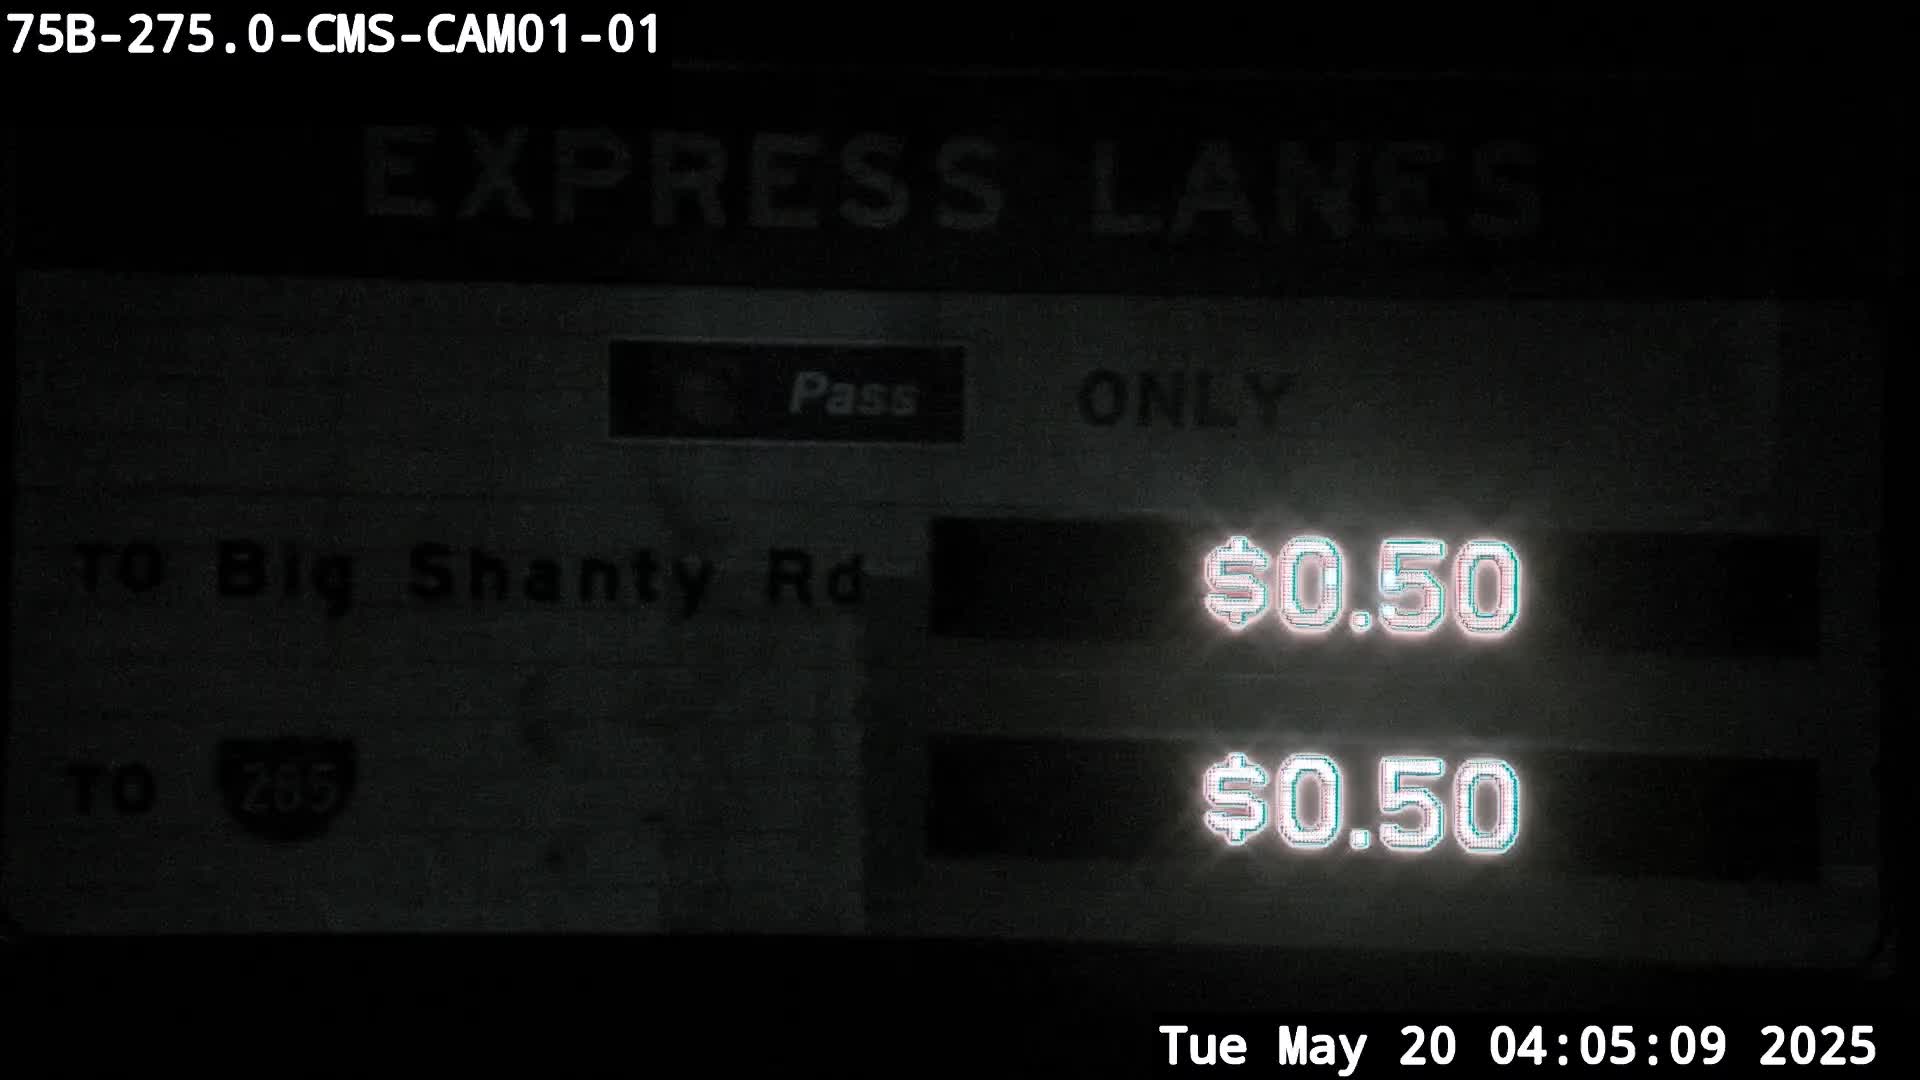 75B-275.0-CMS-CAM01-01
EXPRESS LANES
Pass ONLY
TO Big Shanty Rd $0.50
TO 285 $0.50
Tue May 20 04:05:09 2025